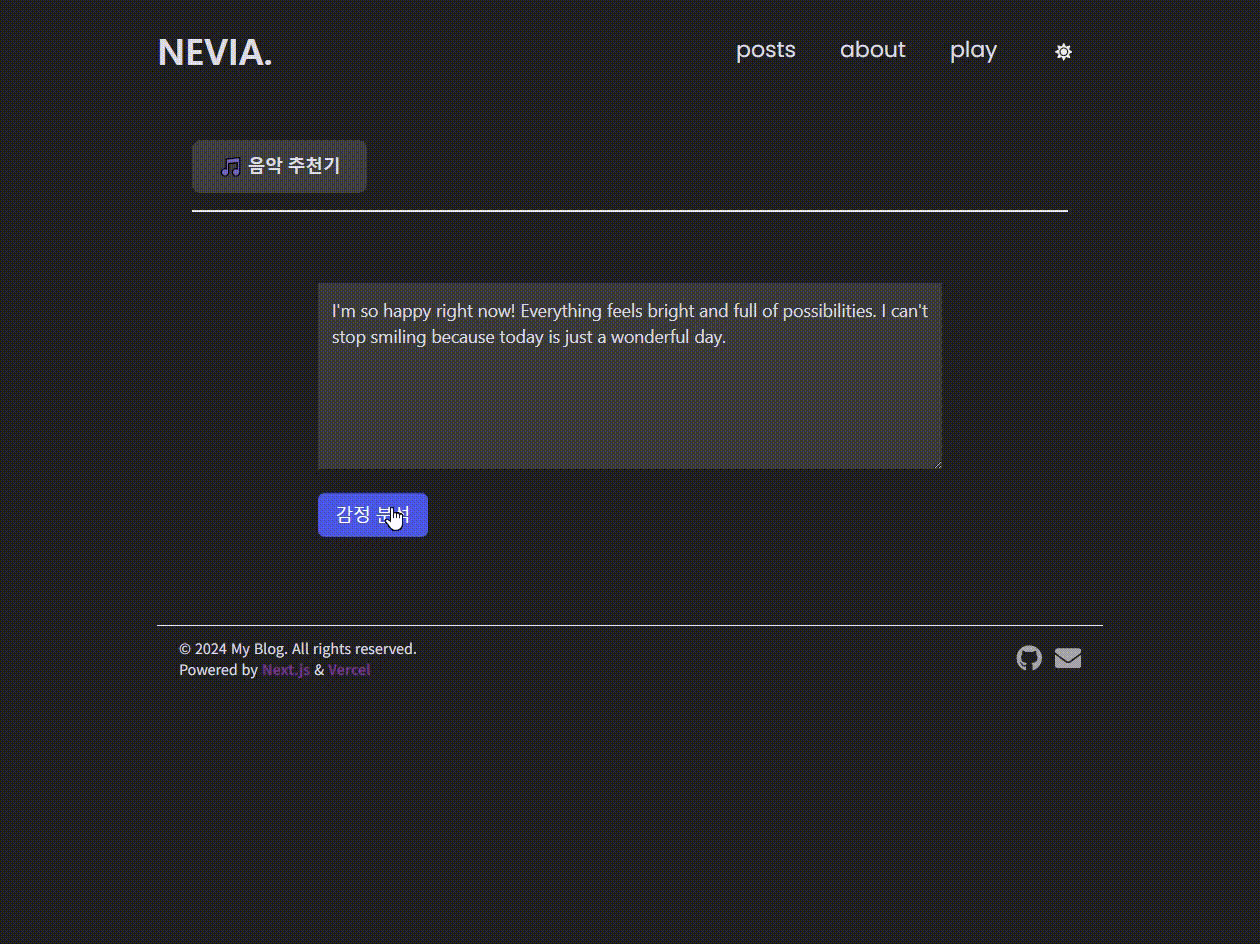 NEVIA.
posts about play
🎵 음악 추천기
I'm so happy right now! Everything feels bright and full of possibilities. I can't
stop smiling because today is just a wonderful day.
감정 분석
© 2024 My Blog. All rights reserved.
Powered by Next.js & Vercel